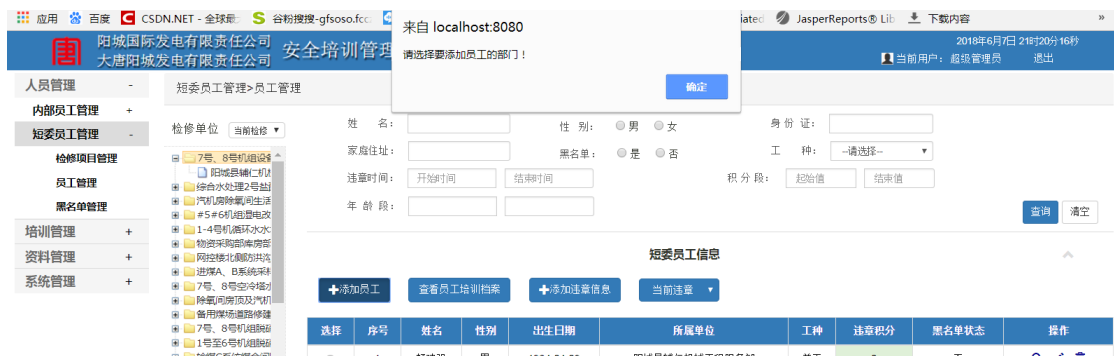 应用 百度 CSDN.NET - 全球最 谷粉搜搜-gfsoso.fcc iated JasperReports® Lib 下载内容 »
来自 localhost:8080
请选择要添加员工的部门！
确定
阳城国际发电有限责任公司
大唐阳城发电有限责任公司
安全培训管理
2018年6月7日 21时20分16秒
当前用户：超级管理员 退出
人员管理 -
内部员工管理 +
短委员工管理 -
检修项目管理
员工管理
黑名单管理
培训管理 +
资料管理 +
系统管理 +
短委员工管理>员工管理
检修单位 当前检修 ▼
7号、8号机组设备
阳城县辅仁机
综合水处理2号盐
汽机房除氧间生活
#5#6机组湿电改
1-4号机循环水水
物资采购部库房部
网控楼北侧防洪沟
进煤A、B系统采样
7号、8号空冷塔水
除氧间房顶及汽机
备用煤场道路修建
7号、8号机组脱硝
1号至6号机组脱硝
姓 名： 性 别： 男 女 身 份 证：
家庭住址： 黑名单： 是 否 工 种： --请选择-- ▼
违章时间： 开始时间 结束时间 积 分 段： 起始值 结束值
年 龄 段：
查询 清空
短委员工信息
添加员工 查看员工培训档案 添加违章信息 当前违章 ▼
选择 序号 姓名 性别 出生日期 所属单位 工种 违章积分 黑名单状态 操作